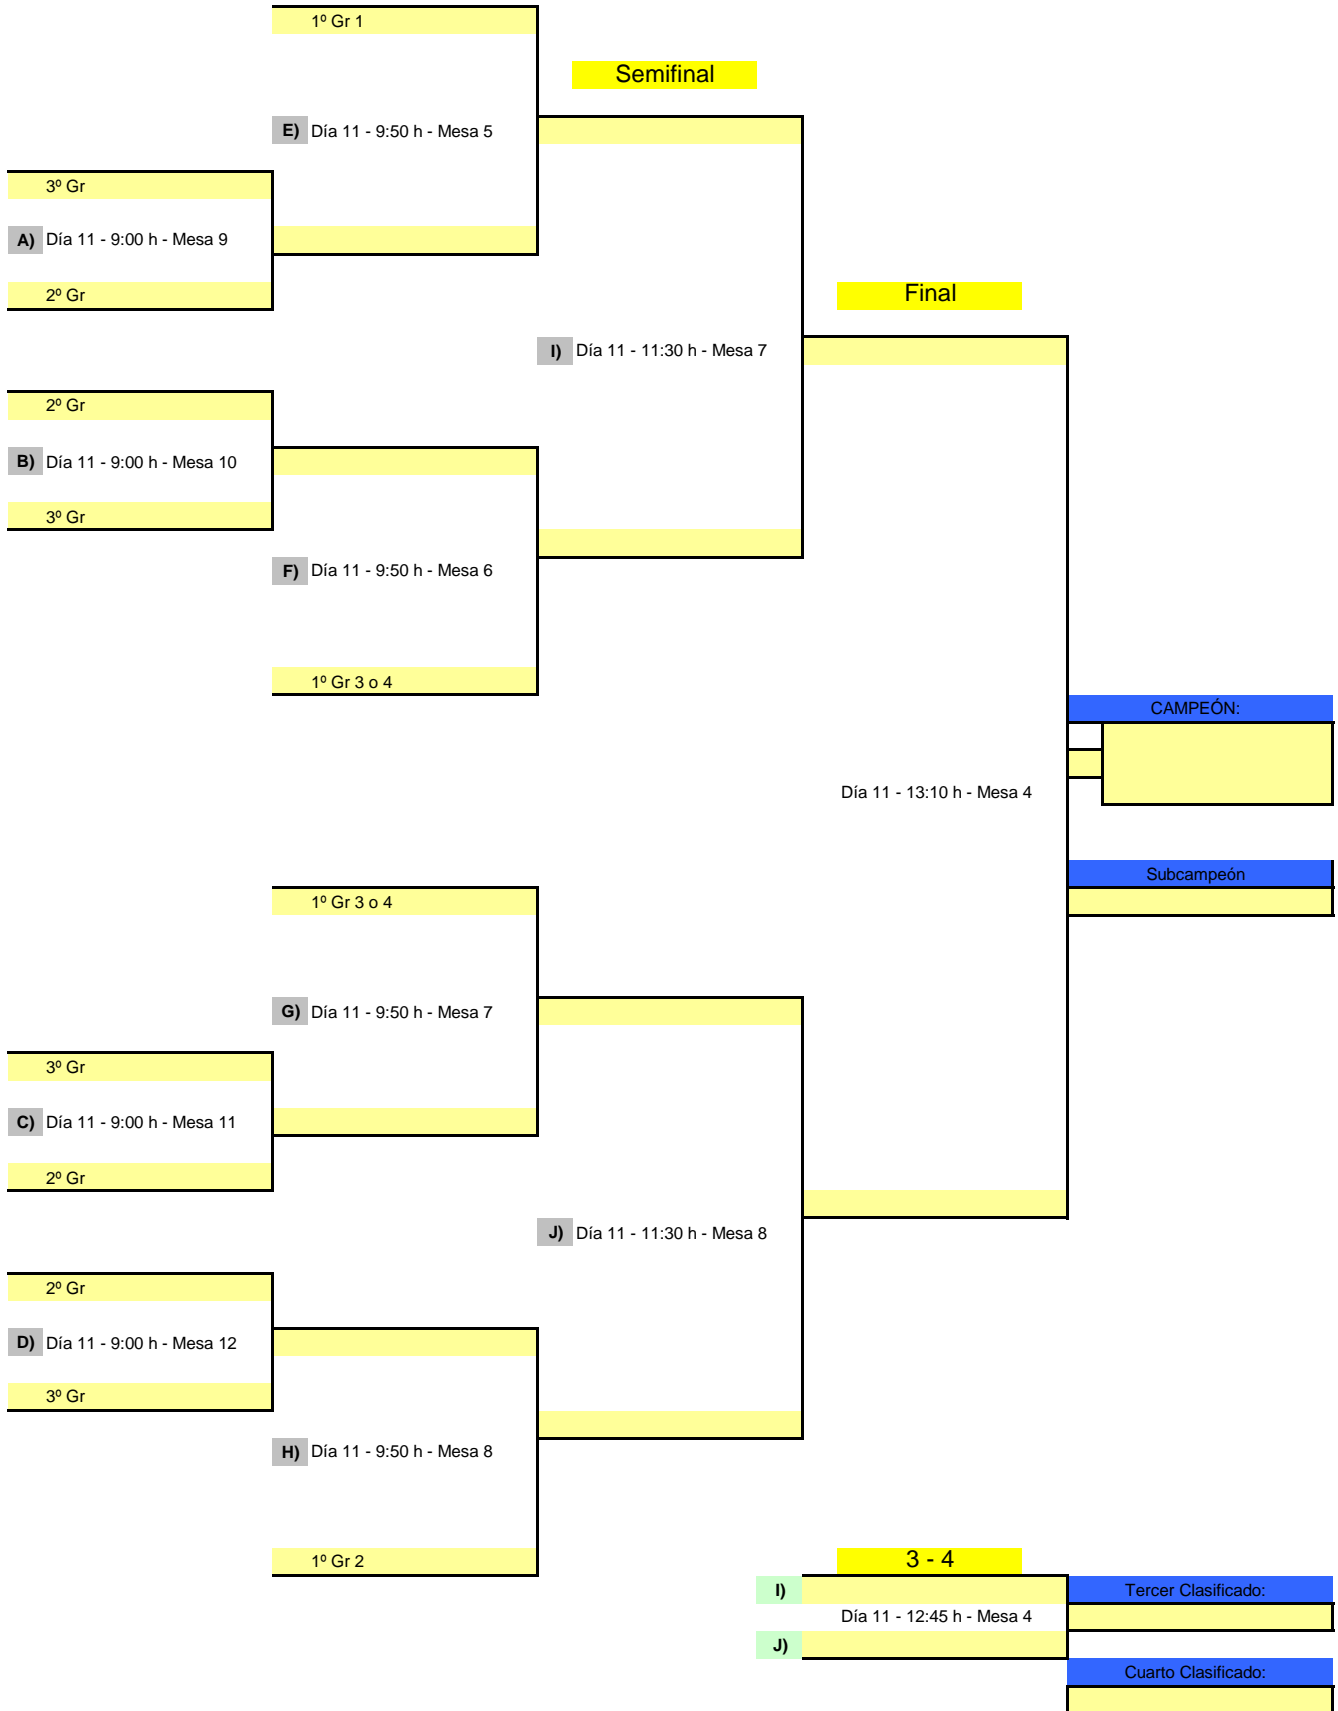 1º Gr 1
Semifinal
E) Día 11 - 9:50 h - Mesa 5
3º Gr
A) Día 11 - 9:00 h - Mesa 9
2º Gr
Final
I) Día 11 - 11:30 h - Mesa 7
2º Gr
B) Día 11 - 9:00 h - Mesa 10
3º Gr
F) Día 11 - 9:50 h - Mesa 6
1º Gr 3 o 4
CAMPEÓN:
Día 11 - 13:10 h - Mesa 4
Subcampeón
1º Gr 3 o 4
G) Día 11 - 9:50 h - Mesa 7
3º Gr
C) Día 11 - 9:00 h - Mesa 11
2º Gr
J) Día 11 - 11:30 h - Mesa 8
2º Gr
D) Día 11 - 9:00 h - Mesa 12
3º Gr
H) Día 11 - 9:50 h - Mesa 8
1º Gr 2
3 - 4
I)
Tercer Clasificado:
Día 11 - 12:45 h - Mesa 4
J)
Cuarto Clasificado: